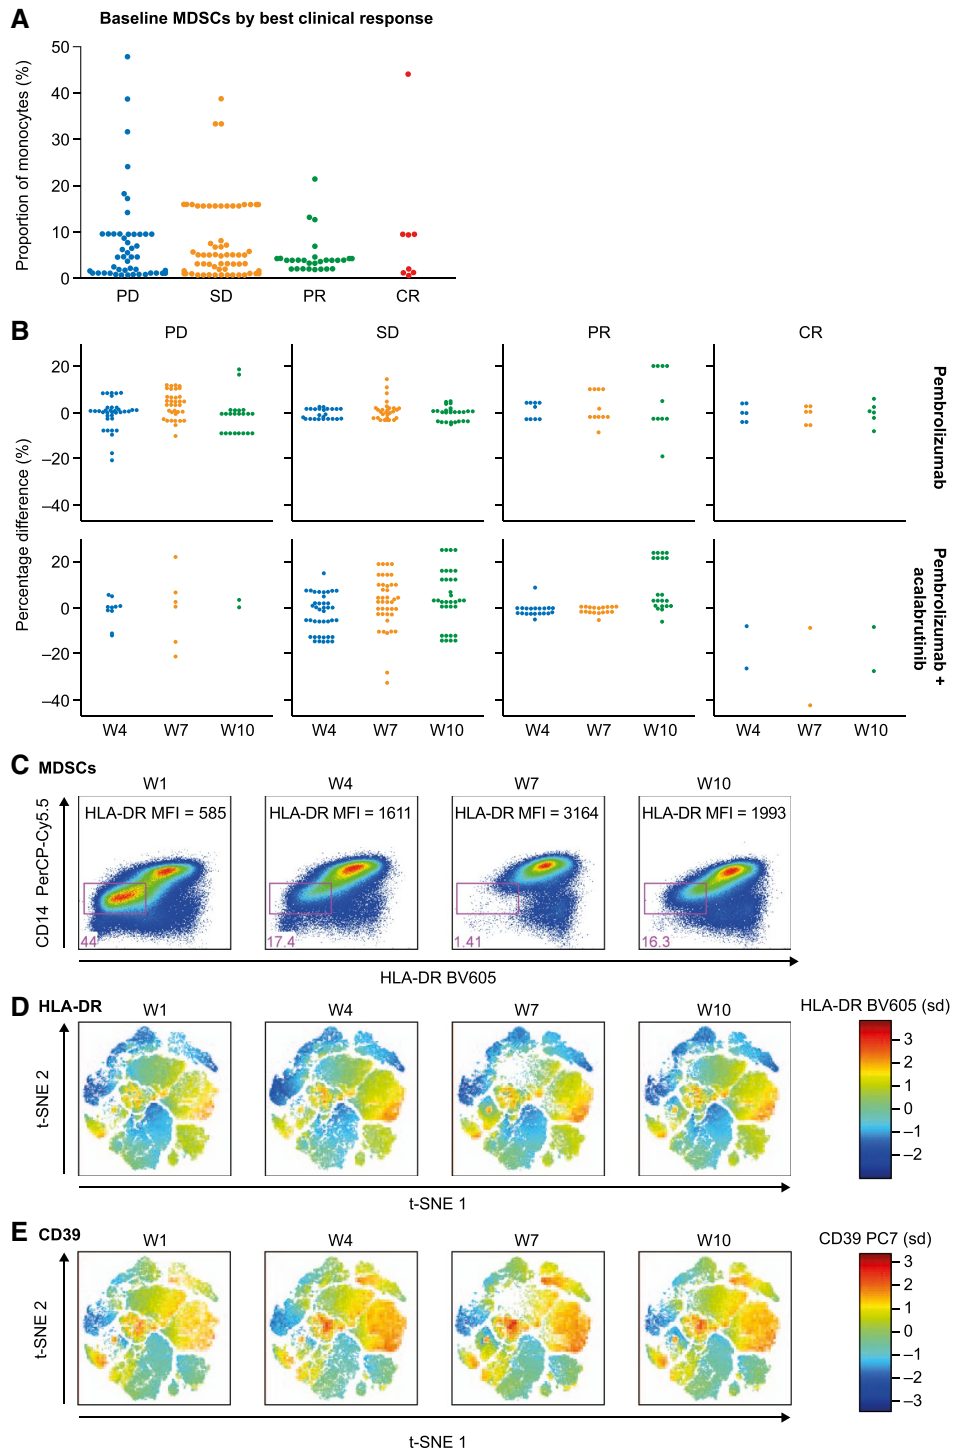 A
Baseline MDSCs by best clinical response
Proportion of monocytes (%)
50
40
30
20
10
0
PD SD PR CR
B
PD SD PR CR
Percentage difference (%)
20
0
–20
–40
Pembrolizumab
20
0
–20
–40
Pembrolizumab +
acalabrutinib
W4 W7 W10 W4 W7 W10 W4 W7 W10 W4 W7 W10
C MDSCs
W1 W4 W7 W10
HLA-DR MFI = 585 HLA-DR MFI = 1611 HLA-DR MFI = 3164 HLA-DR MFI = 1993
CD14 PerCP-Cy5.5
44 17.4 1.41 16.3
HLA-DR BV605
D HLA-DR
W1 W4 W7 W10
HLA-DR BV605 (sd)
t-SNE 2
3
2
1
0
–1
–2
t-SNE 1
E CD39
W1 W4 W7 W10
CD39 PC7 (sd)
t-SNE 2
3
2
1
0
–1
–2
–3
t-SNE 1